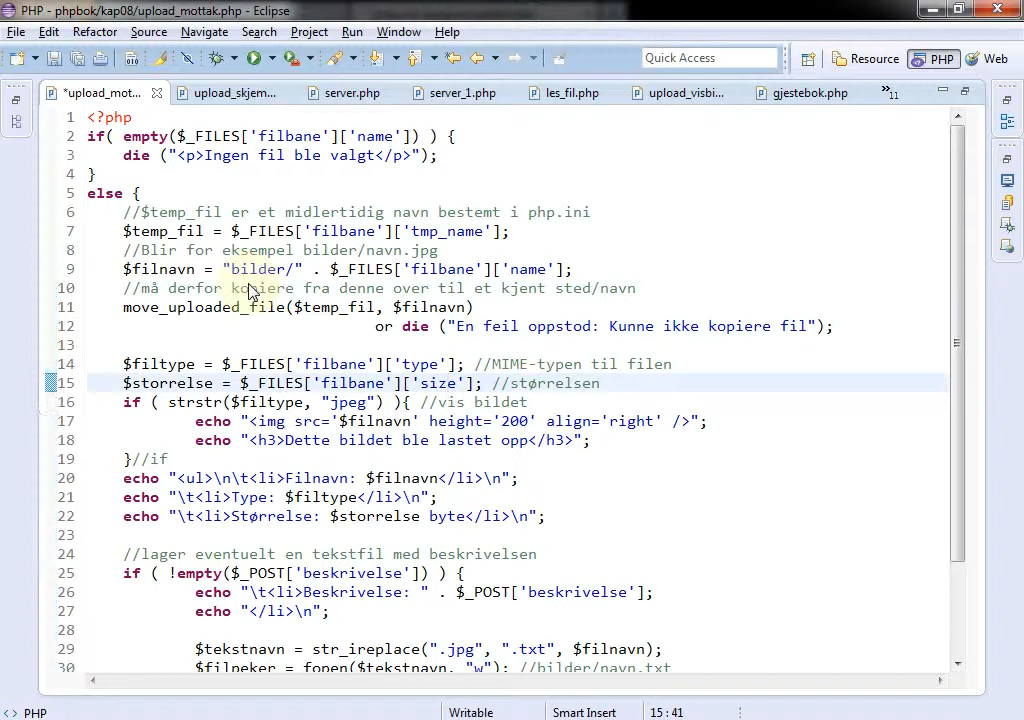 PHP - phpbok/kap08/upload_mottak.php - Eclipse
File Edit Refactor Source Navigate Search Project Run Window Help
Quick Access Resource PHP Web
*upload_mot... upload_skjem... server.php server_1.php les_fil.php upload_visbi... gjestebok.php »11
1 <?php
2 if( empty($_FILES['filbane']['name']) ) {
3 die ("<p>Ingen fil ble valgt</p>");
4 }
5 else {
6 //$temp_fil er et midlertidig navn bestemt i php.ini
7 $temp_fil = $_FILES['filbane']['tmp_name'];
8 //Blir for eksempel bilder/navn.jpg
9 $filnavn = "bilder/" . $_FILES['filbane']['name'];
10 //må derfor kopiere fra denne over til et kjent sted/navn
11 move_uploaded_file($temp_fil, $filnavn)
12 or die ("En feil oppstod: Kunne ikke kopiere fil");
13
14 $filtype = $_FILES['filbane']['type']; //MIME-typen til filen
15 $storrelse = $_FILES['filbane']['size']; //størrelsen
16 if ( strstr($filtype, "jpeg") ){ //vis bildet
17 echo "<img src='$filnavn' height='200' align='right' />";
18 echo "<h3>Dette bildet ble lastet opp</h3>";
19 }//if
20 echo "<ul>\n\t<li>Filnavn: $filnavn</li>\n";
21 echo "\t<li>Type: $filtype</li>\n";
22 echo "\t<li>Størrelse: $storrelse byte</li>\n";
23
24 //lager eventuelt en tekstfil med beskrivelsen
25 if ( !empty($_POST['beskrivelse']) ) {
26 echo "\t<li>Beskrivelse: " . $_POST['beskrivelse'];
27 echo "</li>\n";
28
29 $tekstnavn = str_ireplace(".jpg", ".txt", $filnavn);
30 $filpeker = fopen($tekstnavn, "w"); //bilder/navn.txt
PHP Writable Smart Insert 15 : 41